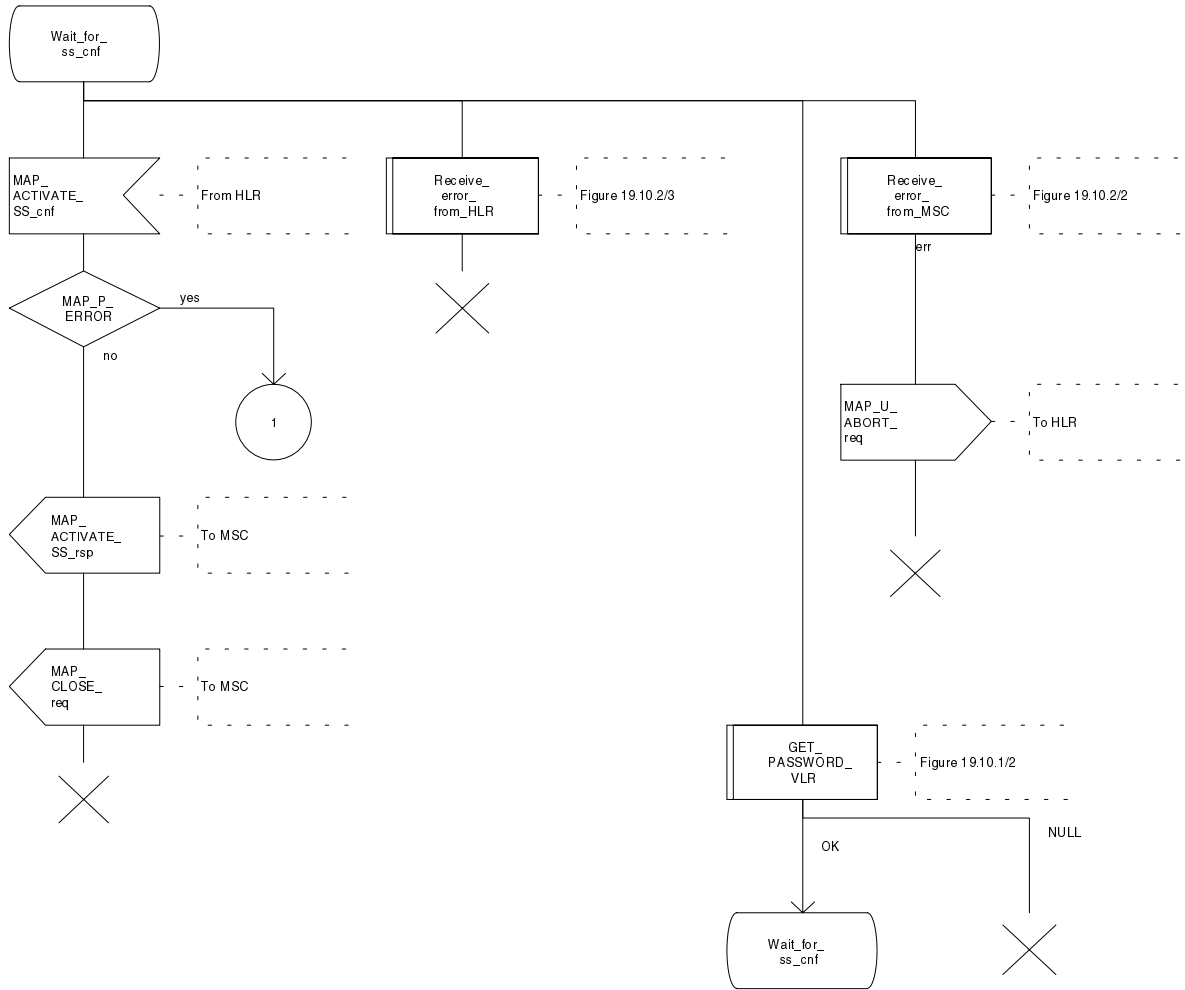 Wait_for_
ss_cnf
MAP_
ACTIVATE_
SS_cnf
From HLR
Receive_
error_
from_HLR
Figure 19.10.2/3
Receive_
error_
from_MSC
Figure 19.10.2/2
err
MAP_P_
ERROR
yes
no
1
MAP_U_
ABORT_
req
To HLR
MAP_
ACTIVATE_
SS_rsp
To MSC
MAP_
CLOSE_
req
To MSC
GET_
PASSWORD_
VLR
Figure 19.10.1/2
OK
NULL
Wait_for_
ss_cnf